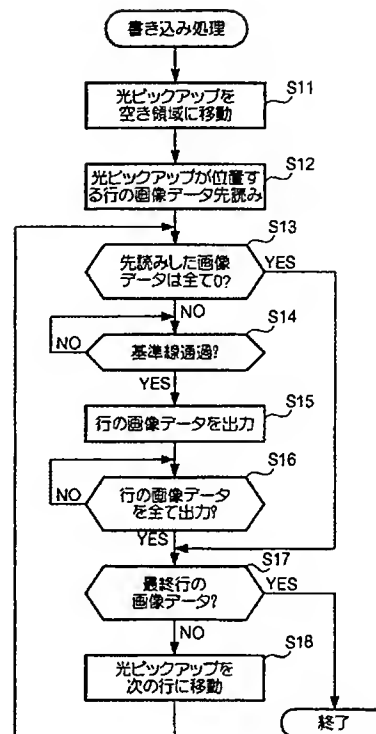 書き込み処理
S11
光ピックアップを
空き領域に移動
S12
光ピックアップが位置す
る行の画像データ先読み
S13
先読みした画像
データは全て0?
YES
NO
S14
基準線通過?
NO
YES
S15
行の画像データを出力
S16
行の画像データ
を全て出力?
NO
YES
S17
最終行の
画像データ?
YES
NO
S18
光ピックアップを
次の行に移動
終了